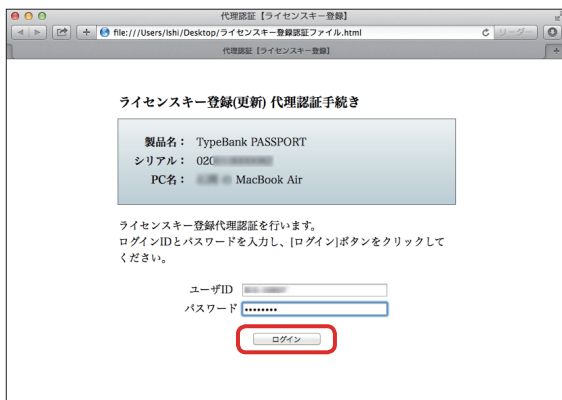 代理認証【ライセンスキー登録】
file:///Users/Ishi/Desktop/ライセンスキー登録認証ファイル.html
リーダー
代理認証【ライセンスキー登録】
ライセンスキー登録(更新) 代理認証手続き
製品名： TypeBank PASSPORT
シリアル： 020
PC名： MacBook Air
ライセンスキー登録代理認証を行います。
ログインIDとパスワードを入力し、[ログイン]ボタンをクリックして
ください。
ユーザID
パスワード ••••••••
ログイン